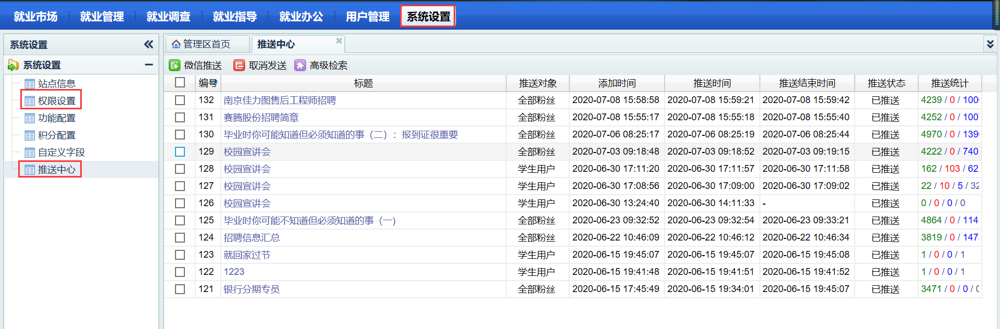 就业市场 就业管理 就业调查 就业指导 就业办公 用户管理 系统设置
系统设置
系统设置
站点信息
权限设置
功能配置
积分配置
自定义字段
推送中心
管理区首页 推送中心
微信推送 取消发送 高级检索
编号 标题 推送对象 添加时间 推送时间 推送结束时间 推送状态 推送统计
132 南京佳力图售后工程师招聘 全部粉丝 2020-07-08 15:58:58 2020-07-08 15:59:21 2020-07-08 15:59:42 已推送 4239 / 0 / 100
131 赛腾股份招聘简章 全部粉丝 2020-07-08 15:55:17 2020-07-08 15:55:18 2020-07-08 15:55:40 已推送 4252 / 0 / 100
130 毕业时你可能知道但必须知道的事（二）：报到证很重要 全部粉丝 2020-07-06 08:25:17 2020-07-06 08:25:19 2020-07-06 08:25:44 已推送 4970 / 0 / 139
129 校园宣讲会 全部粉丝 2020-07-03 09:18:48 2020-07-03 09:18:52 2020-07-03 09:19:15 已推送 4222 / 0 / 740
128 校园宣讲会 学生用户 2020-06-30 17:11:20 2020-06-30 17:11:57 2020-06-30 17:11:58 已推送 162 / 103 / 62
127 校园宣讲会 学生用户 2020-06-30 17:08:56 2020-06-30 17:09:00 2020-06-30 17:09:02 已推送 22 / 10 / 5 / 32
126 校园宣讲会 学生用户 2020-06-30 13:24:40 2020-06-30 14:11:33 - 已推送 0 / 0 / 0 / 0
125 毕业时你可能不知道但必须知道的事（一） 全部粉丝 2020-06-23 09:32:52 2020-06-23 09:32:54 2020-06-23 09:33:21 已推送 4864 / 0 / 114
124 招聘信息汇总 全部粉丝 2020-06-22 10:46:09 2020-06-22 10:46:12 2020-06-22 10:46:34 已推送 3819 / 0 / 147
123 就回家过节 学生用户 2020-06-15 19:45:07 2020-06-15 19:45:07 2020-06-15 19:45:08 已推送 1 / 0 / 0 / 1
122 1223 学生用户 2020-06-15 19:41:48 2020-06-15 19:41:51 2020-06-15 19:41:52 已推送 1 / 0 / 0 / 1
121 银行分期专员 全部粉丝 2020-06-15 17:45:49 2020-06-15 19:34:01 2020-06-15 19:45:07 已推送 3471 / 0 / 0 /